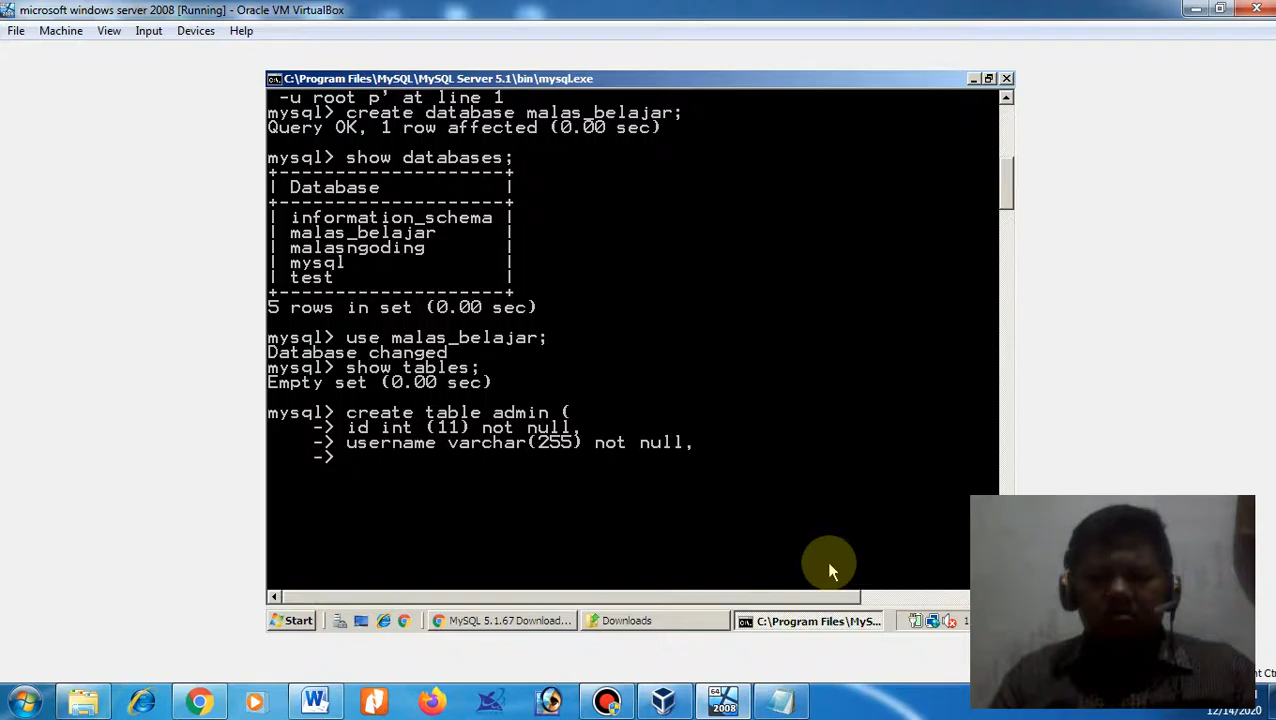 microsoft windows server 2008 [Running] - Oracle VM VirtualBox
File Machine View Input Devices Help
C:\Program Files\MySQL\MySQL Server 5.1\bin\mysql.exe
-u root p' at line 1
mysql> create database malas_belajar;
Query OK, 1 row affected (0.00 sec)
mysql> show databases;
+--------------------+
| Database |
+--------------------+
| information_schema |
| malas_belajar |
| malasngoding |
| mysql |
| test |
+--------------------+
5 rows in set (0.00 sec)
mysql> use malas_belajar;
Database changed
mysql> show tables;
Empty set (0.00 sec)
mysql> create table admin (
-> id int (11) not null,
-> username varchar(255) not null,
->
Start MySQL 5.1.67 Download... Downloads C:\Program Files\MyS...
64
2008
12/14/2020